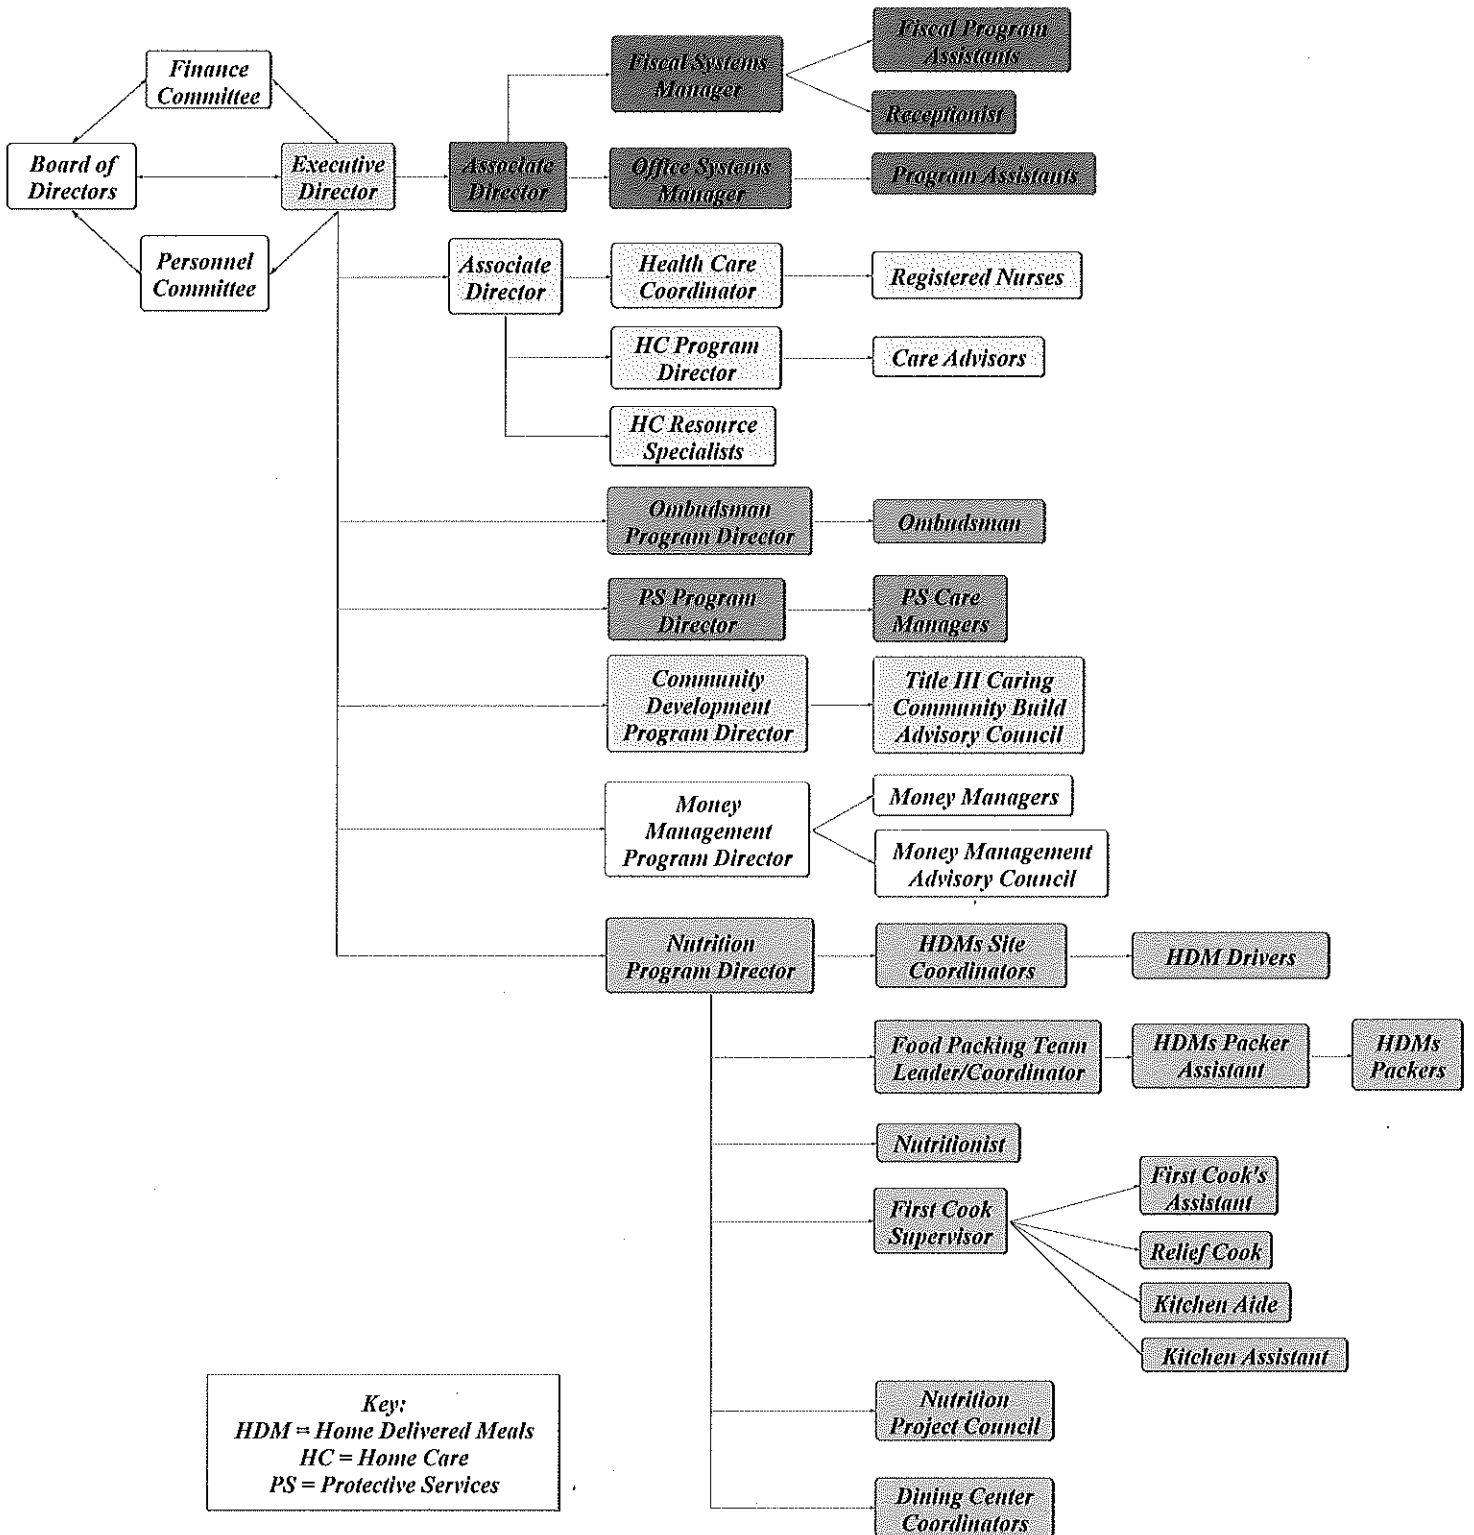 Finance
Committee
Board of
Directors
Personnel
Committee
Executive
Director
Associate
Director
Fiscal Systems
Manager
Fiscal Program
Assistants
Receptionist
Office Systems
Manager
Program Assistants
Associate
Director
Health Care
Coordinator
Registered Nurses
HC Program
Director
Care Advisors
HC Resource
Specialists
Ombudsman
Program Director
Ombudsman
PS Program
Director
PS Care
Managers
Community
Development
Program Director
Title III Caring
Community Build
Advisory Council
Money
Management
Program Director
Money Managers
Money Management
Advisory Council
Nutrition
Program Director
HDMs Site
Coordinators
HDM Drivers
Food Packing Team
Leader/Coordinator
HDMs Packer
Assistant
HDMs
Packers
Nutritionist
First Cook
Supervisor
First Cook's
Assistant
Relief Cook
Kitchen Aide
Kitchen Assistant
Nutrition
Project Council
Dining Center
Coordinators
Key:
HDM = Home Delivered Meals
HC = Home Care
PS = Protective Services